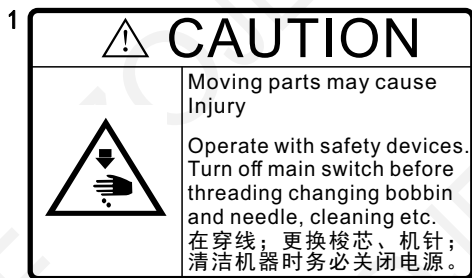 1
CAUTION
Moving parts may cause
Injury
Operate with safety devices.
Turn off main switch before
threading changing bobbin
and needle, cleaning etc.
在穿线；更换梭芯、机针；
清洁机器时务必关闭电源。